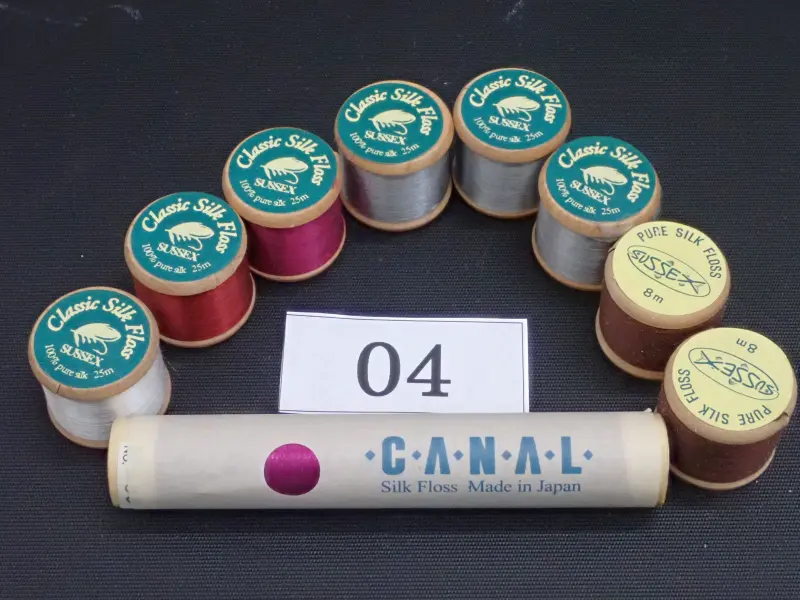 Classic Silk Floss
SUSSEX
100% pure silk 25m
Classic Silk Floss
SUSSEX
100% pure silk 25m
Classic Silk Floss
SUSSEX
100% pure silk 25m
Classic Silk Floss
SUSSEX
100% pure silk 25m
Classic Silk Floss
SUSSEX
100% pure silk 25m
Classic Silk Floss
SUSSEX
100% pure silk 25m
PURE SILK FLOSS
SUSSEX
8m
PURE SILK FLOSS
SUSSEX
8m
04
·C·A·N·A·L·
Silk Floss Made in Japan